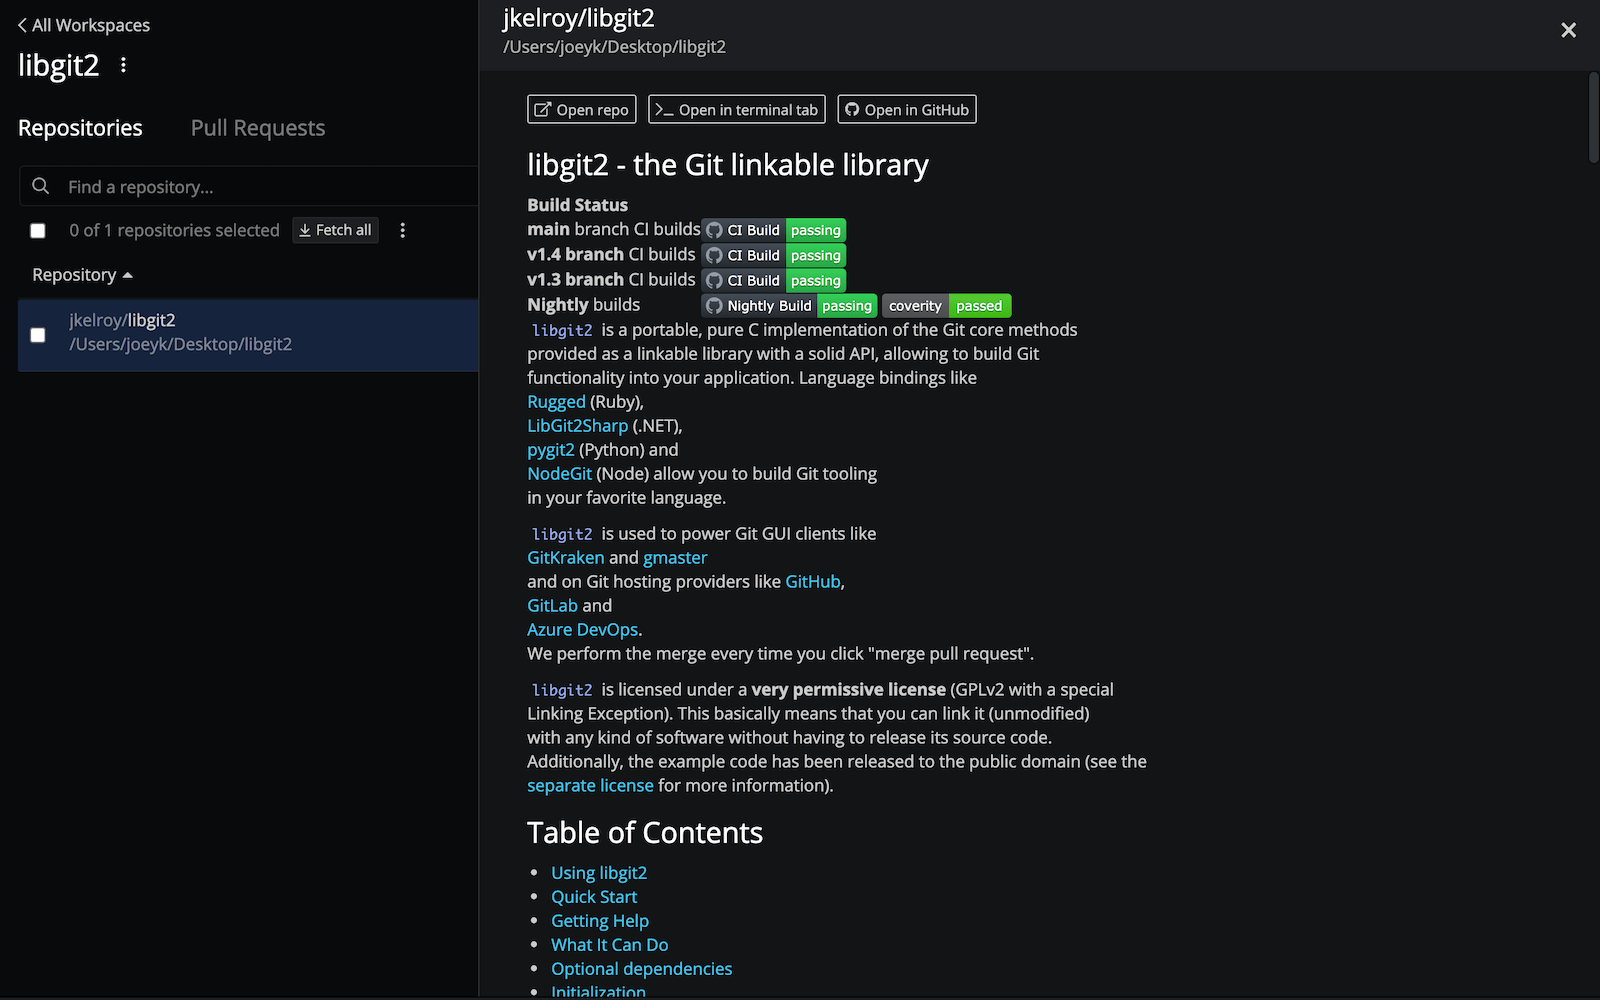 All Workspaces
libgit2
Repositories
Pull Requests
Find a repository...
0 of 1 repositories selected
Fetch all
Repository
jkelroy/libgit2
/Users/joeyk/Desktop/libgit2
jkelroy/libgit2
/Users/joeyk/Desktop/libgit2
Open repo
Open in terminal tab
Open in GitHub
libgit2 - the Git linkable library
Build Status
main branch CI builds CI Build passing
v1.4 branch CI builds CI Build passing
v1.3 branch CI builds CI Build passing
Nightly builds Nightly Build passing coverity passed
libgit2 is a portable, pure C implementation of the Git core methods
provided as a linkable library with a solid API, allowing to build Git
functionality into your application. Language bindings like
Rugged (Ruby),
LibGit2Sharp (.NET),
pygit2 (Python) and
NodeGit (Node) allow you to build Git tooling
in your favorite language.
libgit2 is used to power Git GUI clients like
GitKraken and gmaster
and on Git hosting providers like GitHub,
GitLab and
Azure DevOps.
We perform the merge every time you click "merge pull request".
libgit2 is licensed under a very permissive license (GPLv2 with a special
Linking Exception). This basically means that you can link it (unmodified)
with any kind of software without having to release its source code.
Additionally, the example code has been released to the public domain (see the
separate license for more information).
Table of Contents
Using libgit2
Quick Start
Getting Help
What It Can Do
Optional dependencies
Initialization